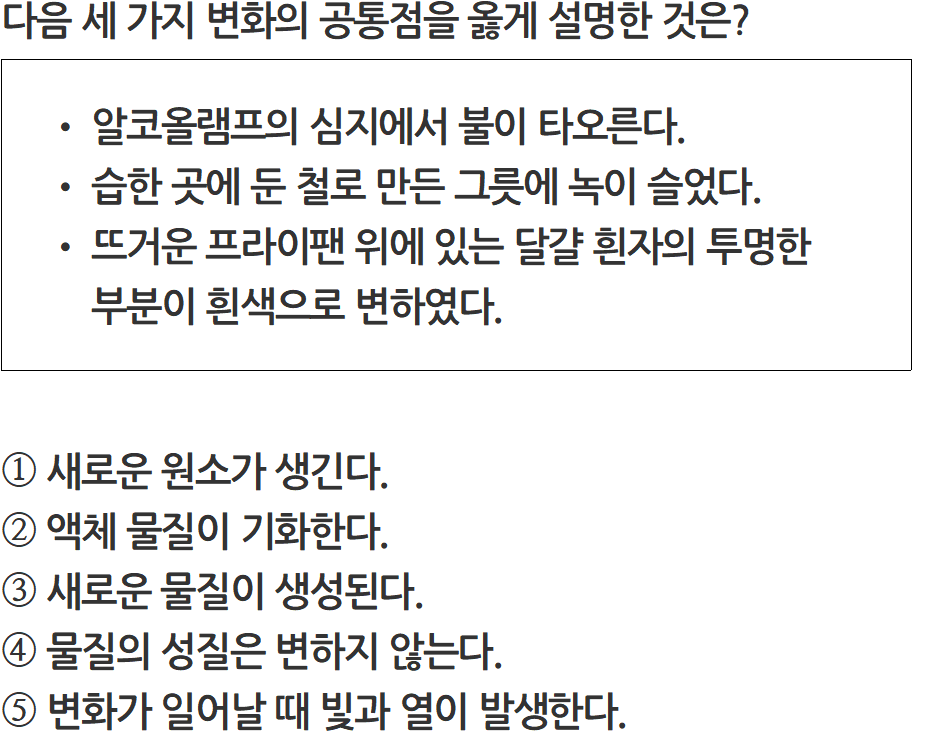 다음 세 가지 변화의 공통점을 옳게 설명한 것은?
• 알코올램프의 심지에서 불이 타오른다.
• 습한 곳에 둔 철로 만든 그릇에 녹이 슬었다.
• 뜨거운 프라이팬 위에 있는 달걀 흰자의 투명한
부분이 흰색으로 변하였다.
① 새로운 원소가 생긴다.
② 액체 물질이 기화한다.
③ 새로운 물질이 생성된다.
④ 물질의 성질은 변하지 않는다.
⑤ 변화가 일어날 때 빛과 열이 발생한다.